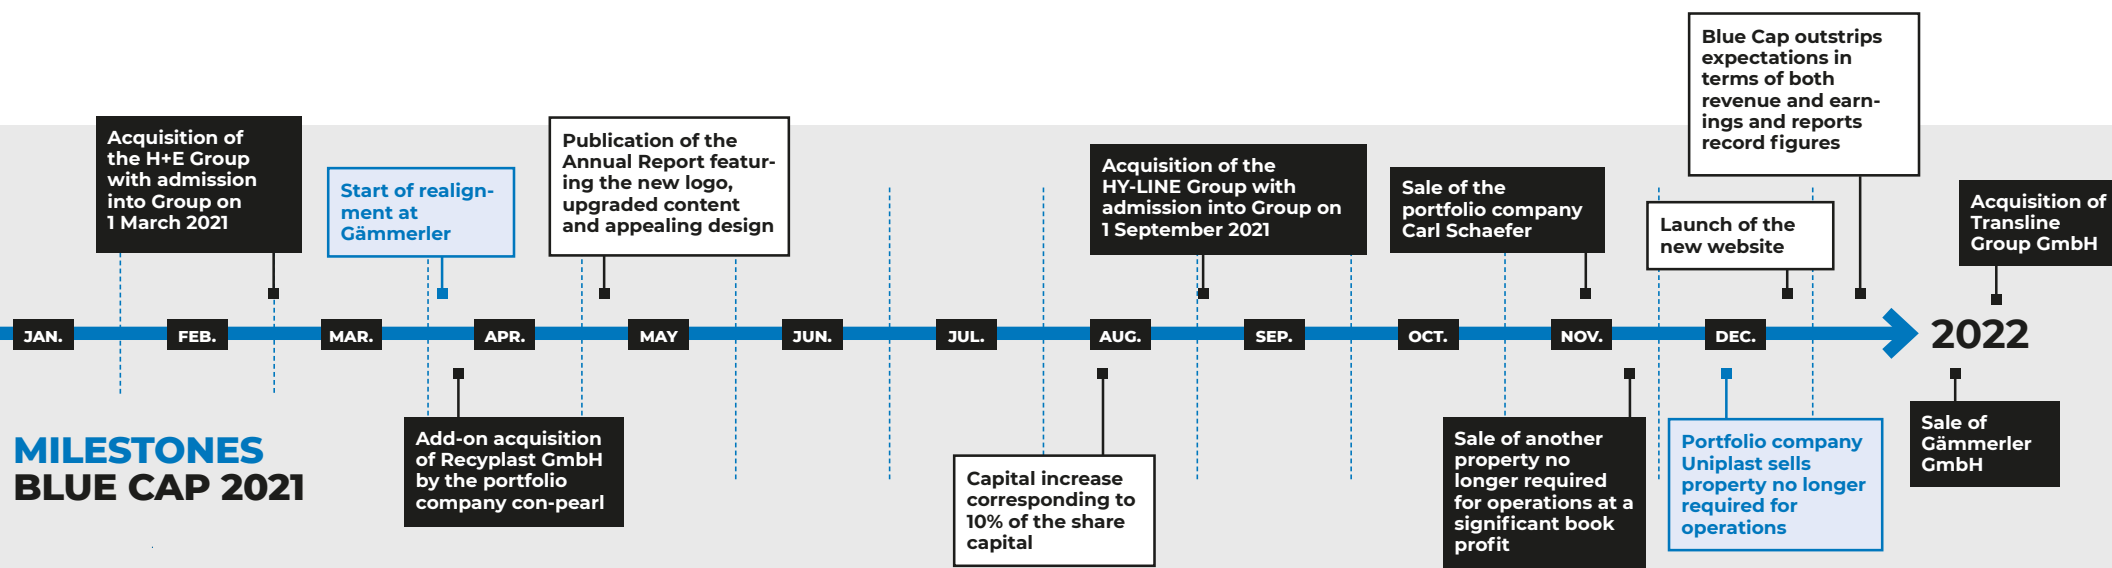 Blue Cap outstrips
expectations in
terms of both
revenue and earn-
ings and reports
record figures
Acquisition of
the H+E Group
with admission
into Group on
1 March 2021
Start of realign-
ment at
Gämmerler
Publication of the
Annual Report featur-
ing the new logo,
upgraded content
and appealing design
Acquisition of the
HY-LINE Group with
admission into Group on
1 September 2021
Sale of the
portfolio company
Carl Schaefer
Launch of the
new website
Acquisition of
Transline
Group GmbH
JAN.
FEB.
MAR.
APR.
MAY
JUN.
JUL.
AUG.
SEP.
OCT.
NOV.
DEC.
2022
MILESTONES
BLUE CAP 2021
Add-on acquisition
of Recyplast GmbH
by the portfolio
company con-pearl
Capital increase
corresponding to
10% of the share
capital
Sale of another
property no
longer required
for operations at a
significant book
profit
Portfolio company
Uniplast sells
property no longer
required for
operations
Sale of
Gämmerler
GmbH